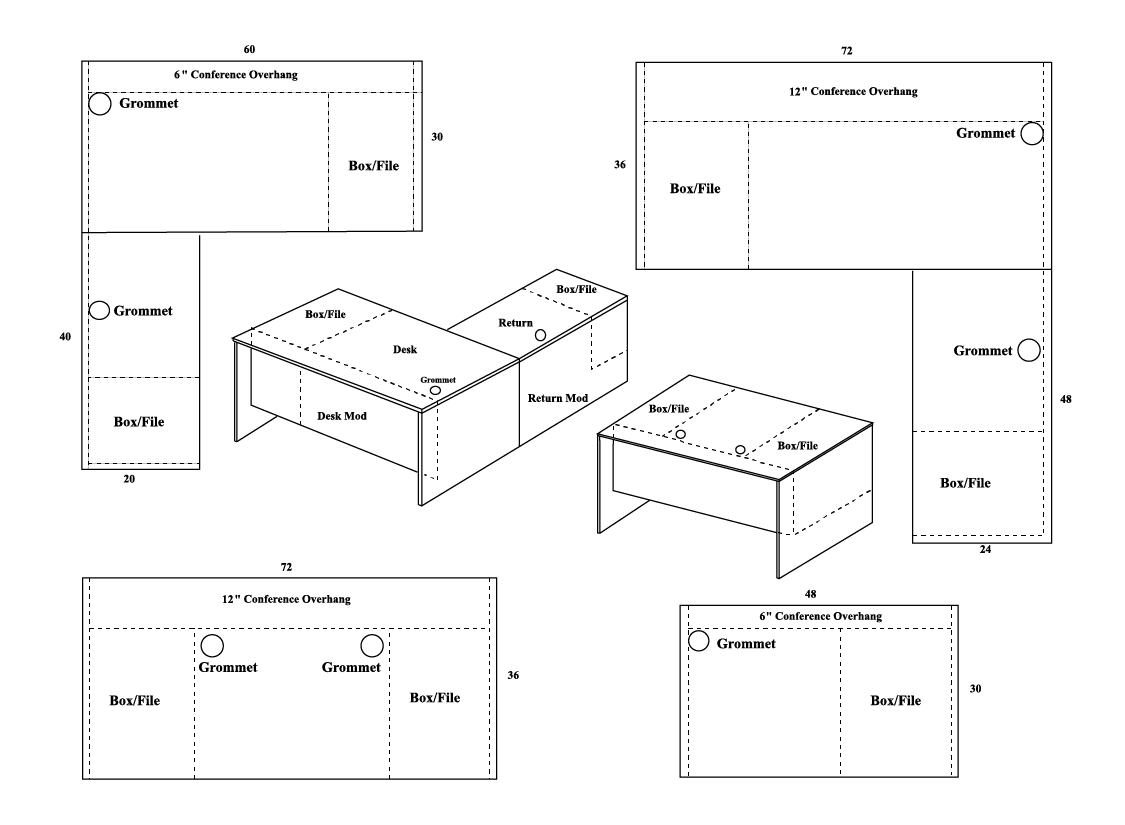 60
6" Conference Overhang
Grommet
30
Box/File
Grommet
40
Box/File
20
72
12" Conference Overhang
Grommet
36
Box/File
Grommet
48
Box/File
24
Box/File
Desk
Grommet
Desk Mod
Box/File
Return
Return Mod
Box/File
Box/File
72
12" Conference Overhang
Grommet
Grommet
36
Box/File
Box/File
48
6" Conference Overhang
Grommet
30
Box/File